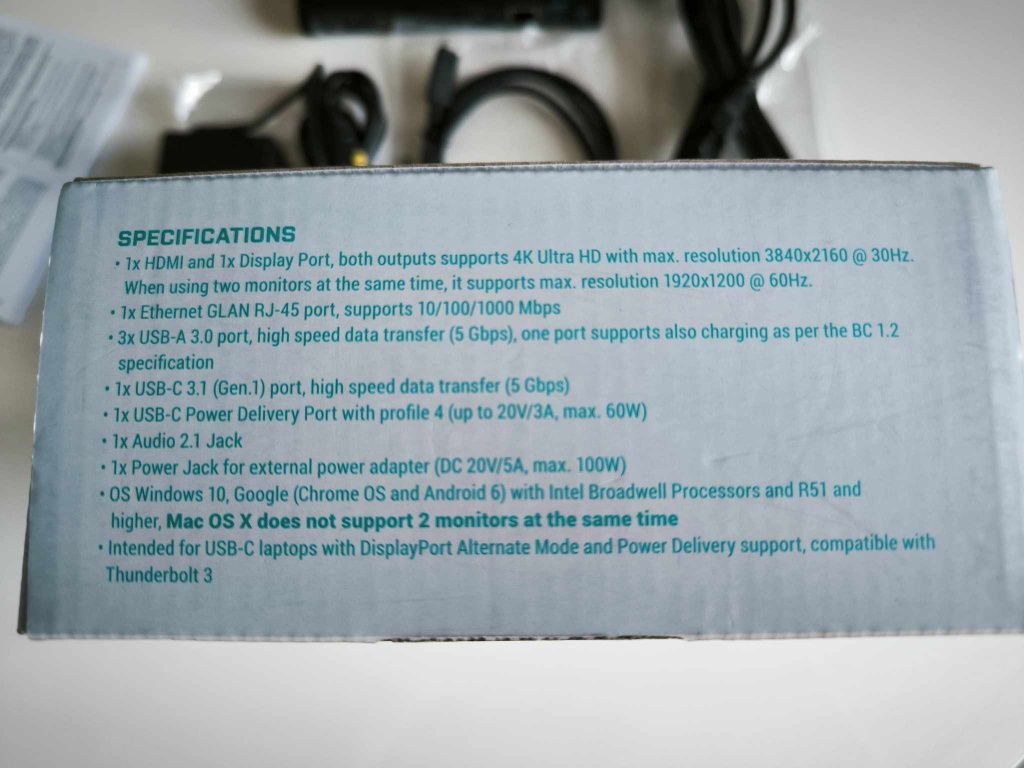 SPECIFICATIONS
• 1x HDMI and 1x Display Port, both outputs supports 4K Ultra HD with max. resolution 3840x2160 @ 30Hz.
When using two monitors at the same time, it supports max. resolution 1920x1200 @ 60Hz.
• 1x Ethernet GLAN RJ-45 port, supports 10/100/1000 Mbps
• 3x USB-A 3.0 port, high speed data transfer (5 Gbps), one port supports also charging as per the BC 1.2
specification
• 1x USB-C 3.1 (Gen.1) port, high speed data transfer (5 Gbps)
• 1x USB-C Power Delivery Port with profile 4 (up to 20V/3A, max. 60W)
• 1x Audio 2.1 Jack
• 1x Power Jack for external power adapter (DC 20V/5A, max. 100W)
• OS Windows 10, Google (Chrome OS and Android 6) with Intel Broadwell Processors and R51 and
higher, Mac OS X does not support 2 monitors at the same time
• Intended for USB-C laptops with DisplayPort Alternate Mode and Power Delivery support, compatible with
Thunderbolt 3